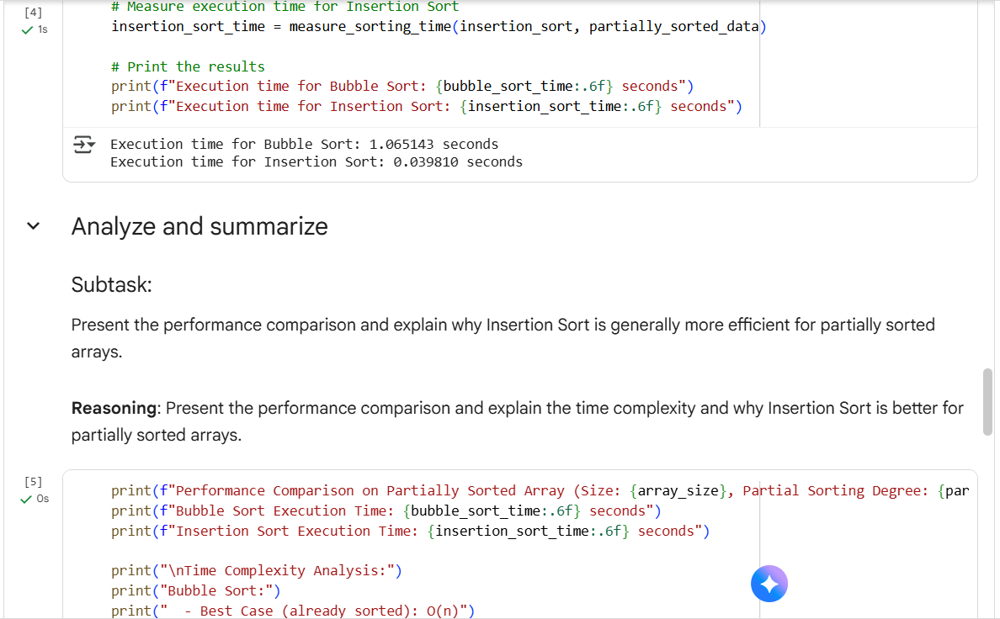 [4]
1s
# Measure execution time for Insertion Sort
insertion_sort_time = measure_sorting_time(insertion_sort, partially_sorted_data)
# Print the results
print(f"Execution time for Bubble Sort: {bubble_sort_time:.6f} seconds")
print(f"Execution time for Insertion Sort: {insertion_sort_time:.6f} seconds")
Execution time for Bubble Sort: 1.065143 seconds
Execution time for Insertion Sort: 0.039810 seconds
Analyze and summarize
Subtask:
Present the performance comparison and explain why Insertion Sort is generally more efficient for partially sorted
arrays.
Reasoning: Present the performance comparison and explain the time complexity and why Insertion Sort is better for
partially sorted arrays.
[5]
0s
print(f"Performance Comparison on Partially Sorted Array (Size: {array_size}, Partial Sorting Degree: {par
print(f"Bubble Sort Execution Time: {bubble_sort_time:.6f} seconds")
print(f"Insertion Sort Execution Time: {insertion_sort_time:.6f} seconds")
print("\nTime Complexity Analysis:")
print("Bubble Sort:")
print("  - Best Case (already sorted): O(n)")